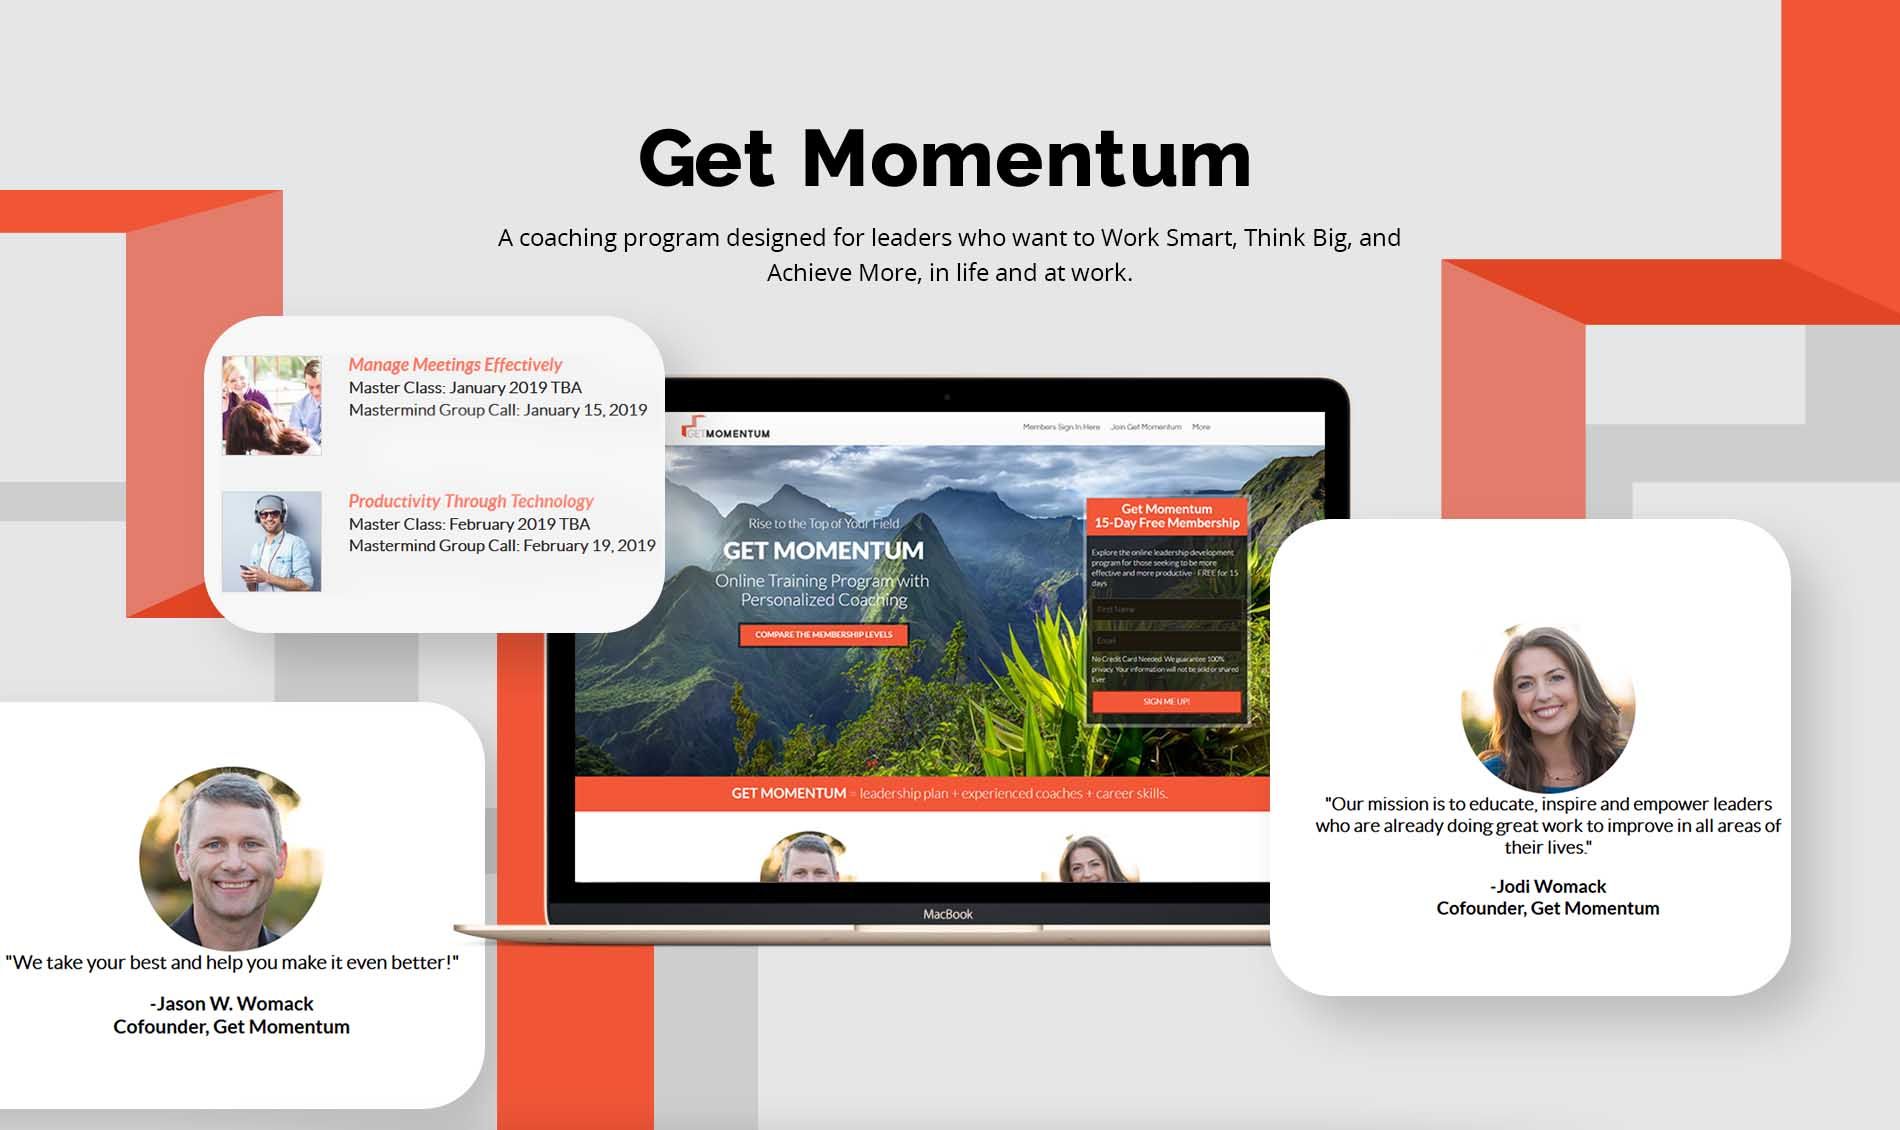 Get Momentum
A coaching program designed for leaders who want to Work Smart, Think Big, and
Achieve More, in life and at work.
Manage Meetings Effectively
Master Class: January 2019 TBA
Mastermind Group Call: January 15, 2019
Productivity Through Technology
Master Class: February 2019 TBA
Mastermind Group Call: February 19, 2019
GETMOMENTUM
Members Sign In Here Join Get Momentum More
Rise to the Top of Your Field
GET MOMENTUM
Online Training Program with
Personalized Coaching
COMPARE THE MEMBERSHIP LEVELS
Get Momentum
15-Day Free Membership
Explore the online leadership development
program for those seeking to be more
effective and more productive - FREE for 15
days
First Name
Email
No Credit Card Needed. We guarantee 100%
privacy. Your information will not be sold or shared
Ever
SIGN ME UP!
GET MOMENTUM = leadership plan + experienced coaches + career skills.
MacBook
"We take your best and help you make it even better!"
-Jason W. Womack
Cofounder, Get Momentum
"Our mission is to educate, inspire and empower leaders
who are already doing great work to improve in all areas of
their lives."
-Jodi Womack
Cofounder, Get Momentum